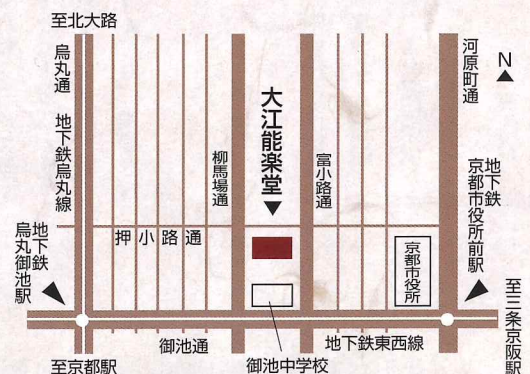 至北大路
烏丸通
地下鉄烏丸線
河原町通
N
大江能楽堂
柳馬場通
富小路通
押小路通
地下鉄
烏丸御池駅
京都市役所
地下鉄
京都市役所前駅
至三条京阪駅
御池通
地下鉄東西線
至京都駅
御池中学校